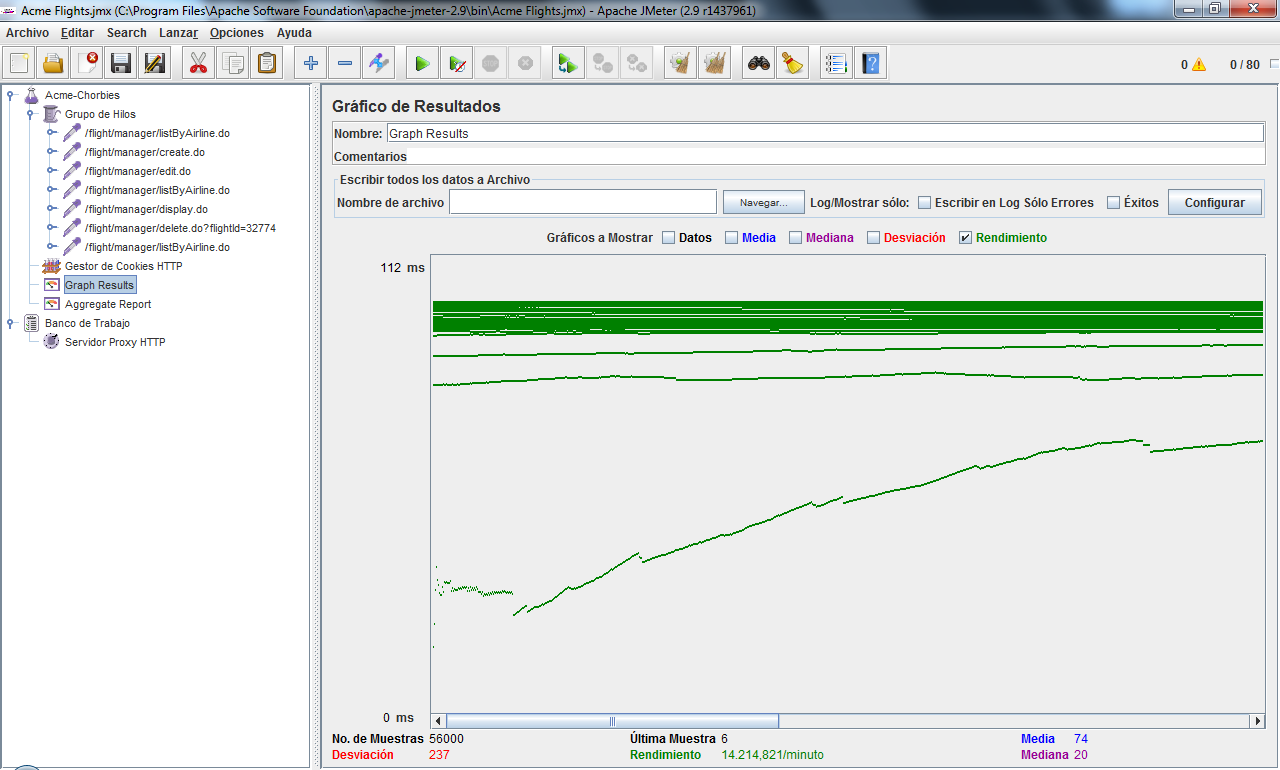 Acme Flights.jmx (C:\Program Files\Apache Software Foundation\apache-jmeter-2.9\bin\Acme Flights.jmx) - Apache JMeter (2.9 r1437961)
Archivo Editar Search Lanzar Opciones Ayuda
0 0 / 80
Acme-Chorbies
Grupo de Hilos
/flight/manager/listByAirline.do
/flight/manager/create.do
/flight/manager/edit.do
/flight/manager/listByAirline.do
/flight/manager/display.do
/flight/manager/delete.do?flightId=32774
/flight/manager/listByAirline.do
Gestor de Cookies HTTP
Graph Results
Aggregate Report
Banco de Trabajo
Servidor Proxy HTTP
Gráfico de Resultados
Nombre: Graph Results
Comentarios
Escribir todos los datos a Archivo
Nombre de archivo Navegar... Log/Mostrar sólo: Escribir en Log Sólo Errores Éxitos Configurar
Gráficos a Mostrar Datos Media Mediana Desviación Rendimiento
112 ms
0 ms
No. de Muestras 56000 Última Muestra 6 Media 74
Desviación 237 Rendimiento 14.214,821/minuto Mediana 20